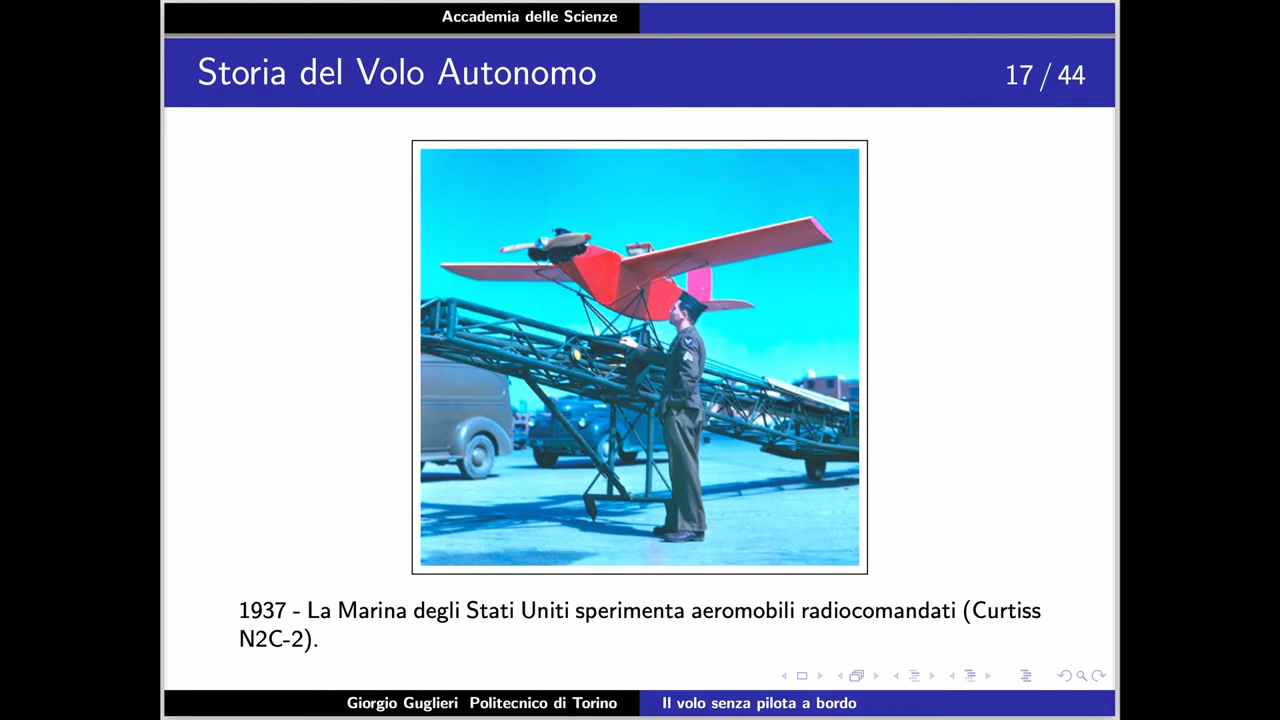 Accademia delle Scienze
Storia del Volo Autonomo
17 / 44
1937 - La Marina degli Stati Uniti sperimenta aeromobili radiocomandati (Curtiss
N2C-2).
Giorgio Guglieri Politecnico di Torino
Il volo senza pilota a bordo